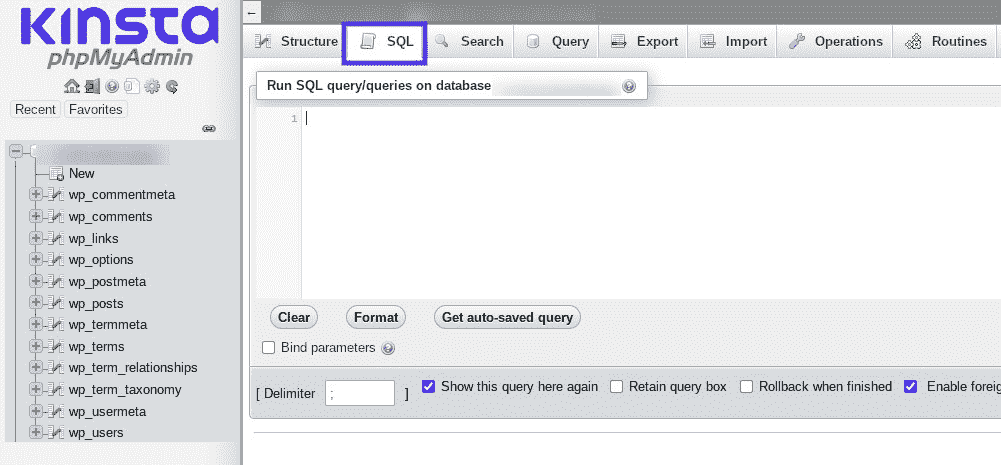 KINSTA
phpMyAdmin
Recent Favorites
New
wp_commentmeta
wp_comments
wp_links
wp_options
wp_postmeta
wp_posts
wp_termmeta
wp_terms
wp_term_relationships
wp_term_taxonomy
wp_usermeta
wp_users
Structure SQL Search Query Export Import Operations Routines
Run SQL query/queries on database
1
Clear Format Get auto-saved query
Bind parameters
[ Delimiter ; ] Show this query here again Retain query box Rollback when finished Enable foreig